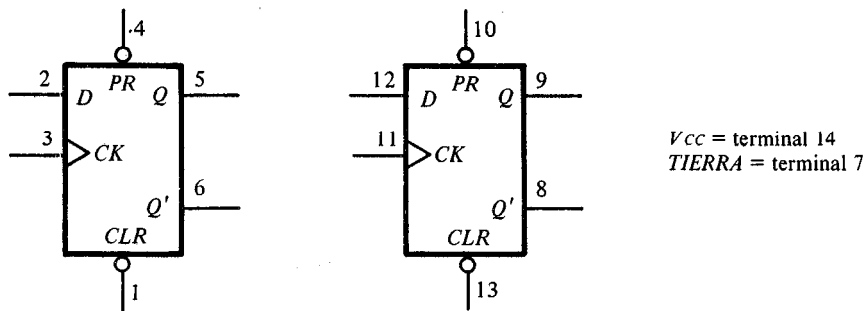 4
10
2
PR
5
12
PR
9
D
Q
D
Q
3
CK
11
CK
Vcc = terminal 14
TIERRA = terminal 7
6
8
Q'
Q'
CLR
CLR
1
13